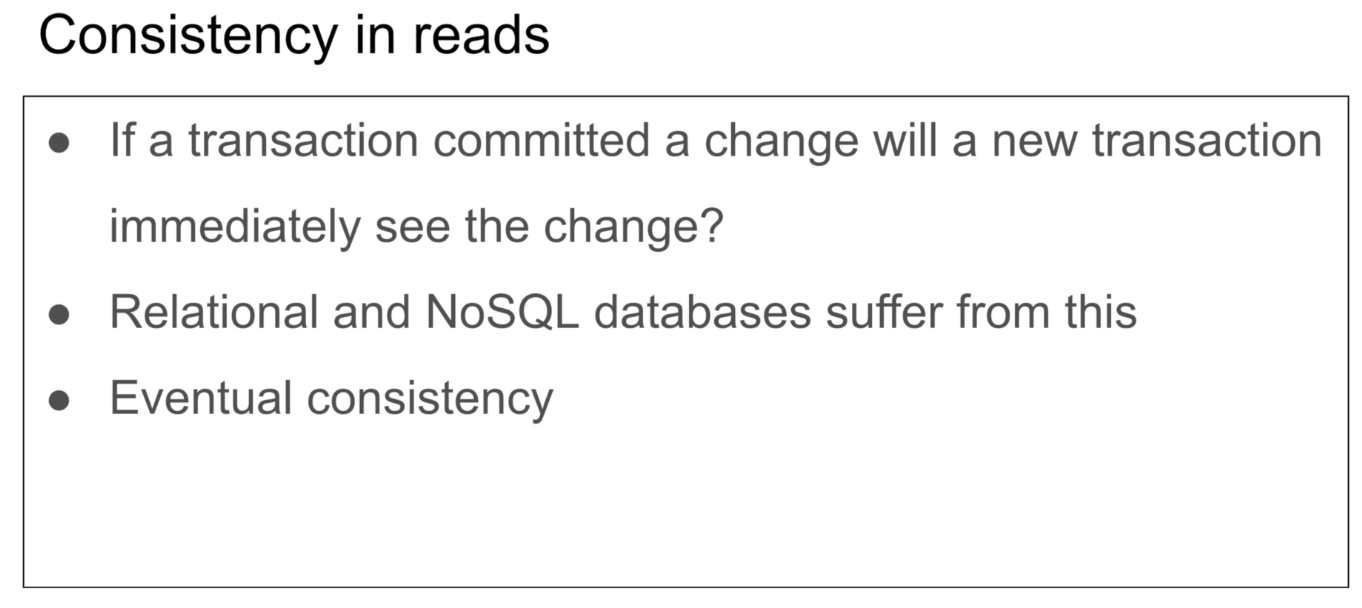 Consistency in reads
● If a transaction committed a change will a new transaction
immediately see the change?
● Relational and NoSQL databases suffer from this
● Eventual consistency